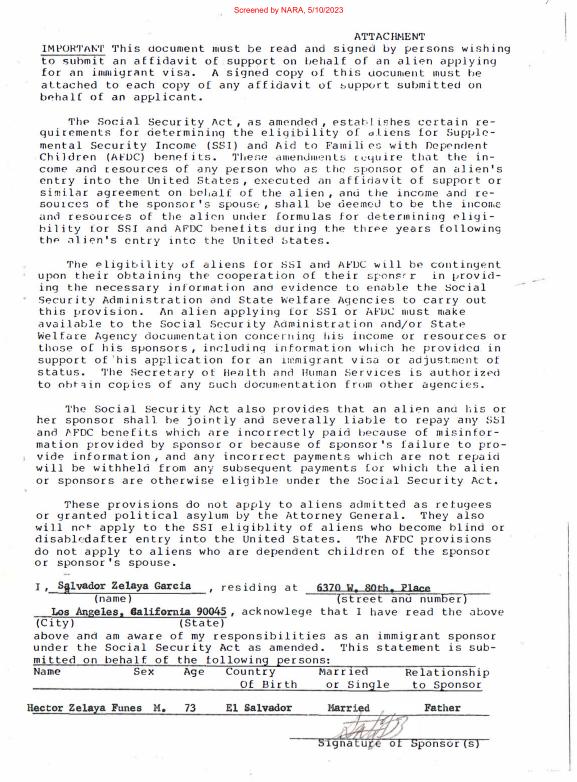 Screened by NARA, 5/10/2023
ATTACHMENT
IMPORTANT This document must be read and signed by persons wishing
to submit an affidavit of support on behalf of an alien applying
for an immigrant visa. A signed copy of this document must be
attached to each copy of any affidavit of support submitted on
behalf of an applicant.
The Social Security Act, as amended, establishes certain re-
quirements for determining the eligibility of aliens for Supple-
mental Security Income (SSI) and Aid to Families with Dependent
Children (AFDC) benefits. These amendments require that the in-
come and resources of any person who as the sponsor of an alien's
entry into the United States, executed an affidavit of support or
similar agreement on behalf of the alien, and the income and re-
sources of the sponsor's spouse, shall be deemed to be the income
and resources of the alien under formulas for determining eligi-
bility for SSI and AFDC benefits during the three years following
the alien's entry into the United States.
The eligibility of aliens for SSI and AFDC will be contingent
upon their obtaining the cooperation of their sponsor in provid-
ing the necessary information and evidence to enable the Social
Security Administration and State Welfare Agencies to carry out
this provision. An alien applying for SSI or AFDC must make
available to the Social Security Administration and/or State
Welfare Agency documentation concerning his income or resources or
those of his sponsors, including information which he provided in
support of his application for an immigrant visa or adjustment of
status. The Secretary of Health and Human Services is authorized
to obtain copies of any such documentation from other agencies.
The Social Security Act also provides that an alien and his or
her sponsor shall be jointly and severally liable to repay any SSI
and AFDC benefits which are incorrectly paid because of misinfor-
mation provided by sponsor or because of sponsor's failure to pro-
vide information, and any incorrect payments which are not repaid
will be withheld from any subsequent payments for which the alien
or sponsors are otherwise eligible under the Social Security Act.
These provisions do not apply to aliens admitted as refugees
or granted political asylum by the Attorney General. They also
will not apply to the SSI eligiblity of aliens who become blind or
disabledafter entry into the United States. The AFDC provisions
do not apply to aliens who are dependent children of the sponsor
or sponsor's spouse.
I, Salvador Zelaya Garcia, residing at 6370 W. 80th. Place
(name) (street and number)
Los Angeles, California 90045, acknowlege that I have read the above
(City) (State)
above and am aware of my responsibilities as an immigrant sponsor
under the Social Security Act as amended. This statement is sub-
mitted on behalf of the following persons:
Name Sex Age Country Married Relationship
Of Birth or Single to Sponsor
Hector Zelaya Funes M. 73 El Salvador Married Father
Signature of Sponsor(s)